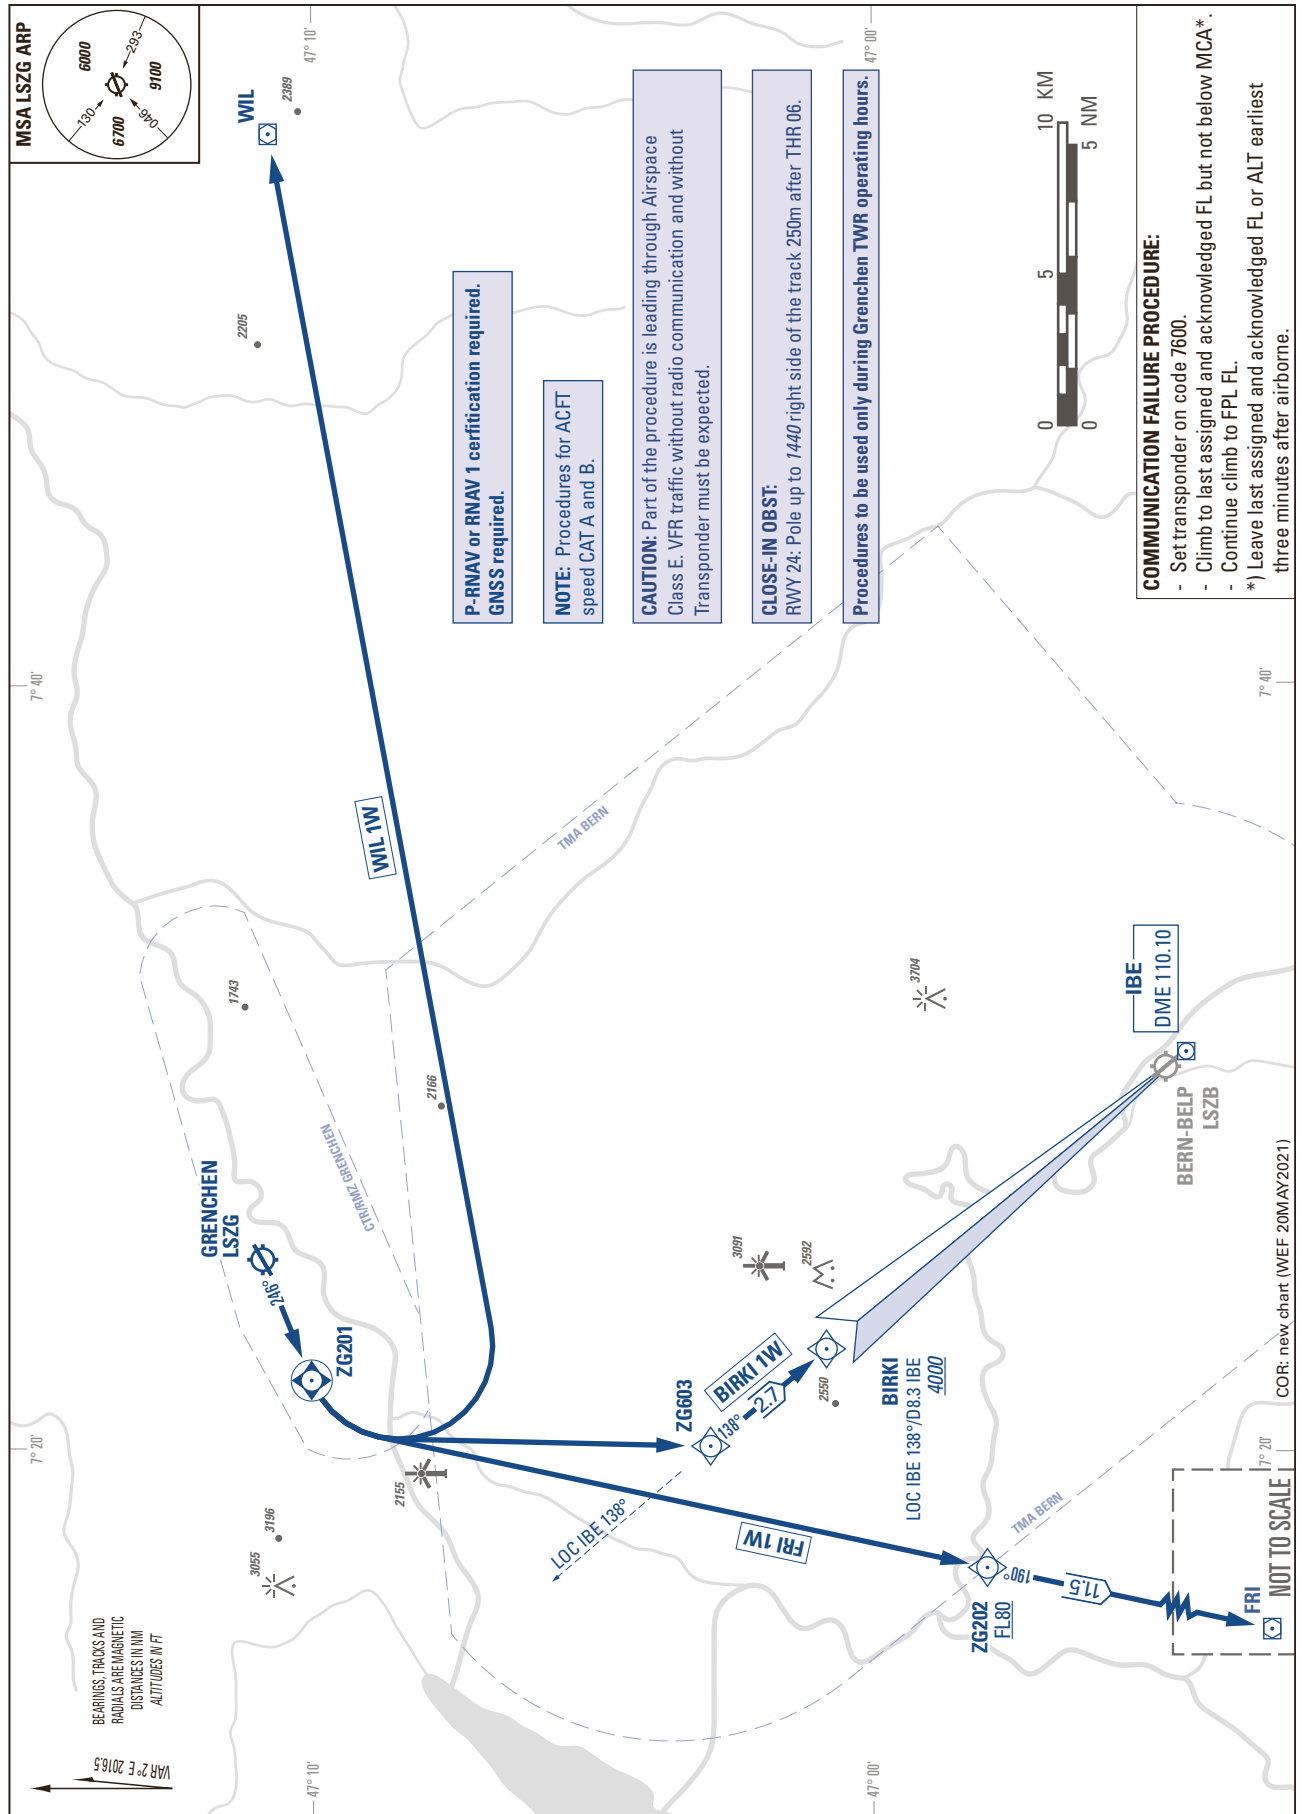 BEARINGS, TRACKS AND
RADIALS ARE MAGNETIC
DISTANCES IN NM
ALTITUDES IN FT
VAR 2° E 2016.5
MSA LSZG ARP
6000
9100
6700
130
293
046
7° 20'
7° 40'
47° 10'
47° 10'
47° 00'
47° 00'
7° 20'
7° 40'
WIL
2389
2205
1743
2166
3196
3055
2155
GRENCHEN
LSZG
246°
ZG201
CTR/RMZ GRENCHEN
WIL 1W
TMA BERN
P-RNAV or RNAV 1 cerfitication required.
GNSS required.
NOTE: Procedures for ACFT
speed CAT A and B.
CAUTION: Part of the procedure is leading through Airspace
Class E. VFR traffic without radio communication and without
Transponder must be expected.
CLOSE-IN OBST:
RWY 24: Pole up to 1440 right side of the track 250m after THR 06.
Procedures to be used only during Grenchen TWR operating hours.
LOC IBE 138°
ZG603
138°
2.7
BIRKI 1W
3091
2592
2550
BIRKI
LOC IBE 138°/D8.3 IBE
4000
FRI 1W
3704
TMA BERN
ZG202
FL80
190°
11.5
FRI
NOT TO SCALE
IBE
DME 110.10
BERN-BELP
LSZB
0 5 10 KM
0 5 NM
COMMUNICATION FAILURE PROCEDURE:
- Set transponder on code 7600.
- Climb to last assigned and acknowledged FL but not below MCA*.
- Continue climb to FPL FL.
*) Leave last assigned and acknowledged FL or ALT earliest
three minutes after airborne.
COR: new chart (WEF 20MAY2021)